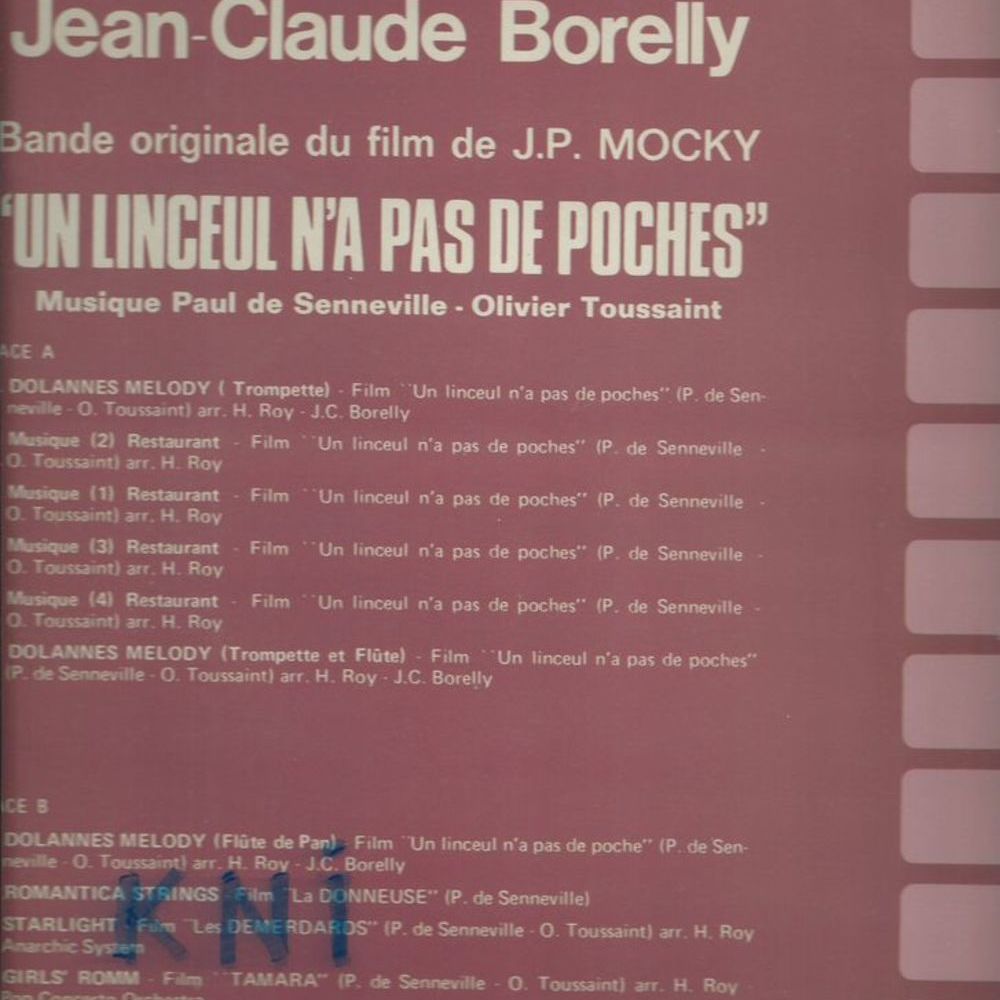 Jean-Claude Borelly
Bande originale du film de J.P. MOCKY
"UN LINCEUL N'A PAS DE POCHES"
Musique Paul de Senneville - Olivier Toussaint
ACE A
DOLANNES MELODY ( Trompette) - Film ``Un linceul n'a pas de poches'' (P. de Sen-
neville - O. Toussaint) arr. H. Roy - J.C. Borelly
Musique (2) Restaurant - Film ``Un linceul n'a pas de poches'' (P. de Senneville -
O. Toussaint) arr. H. Roy
Musique (1) Restaurant - Film ``Un linceul n'a pas de poches'' (P. de Senneville -
O. Toussaint) arr. H. Roy
Musique (3) Restaurant - Film ``Un linceul n'a pas de poches'' (P. de Senneville -
O. Toussaint) arr. H. Roy
Musique (4) Restaurant - Film ``Un linceul n'a pas de poches'' (P. de Senneville -
O. Toussaint) arr. H. Roy
DOLANNES MELODY (Trompette et Flûte) - Film ``Un linceul n'a pas de poches''
(P. de Senneville - O. Toussaint) arr. H. Roy - J.C. Borelly
ACE B
DOLANNES MELODY (Flûte de Pan) - Film ``Un linceul n'a pas de poche'' (P. de Sen-
neville - O. Toussaint) arr. H. Roy - J.C. Borelly
ROMANTICA STRINGS - Film ``La DONNEUSE'' (P. de Senneville)
STARLIGHT - Film ``Les DEMERDAROS'' (P. de Senneville - O. Toussaint) arr. H. Roy
Anarchic System
KNI
GIRLS' ROMM - Film ``TAMARA'' (P. de Senneville - O. Toussaint) arr. H. Roy -
Pop Concerto Orchestra